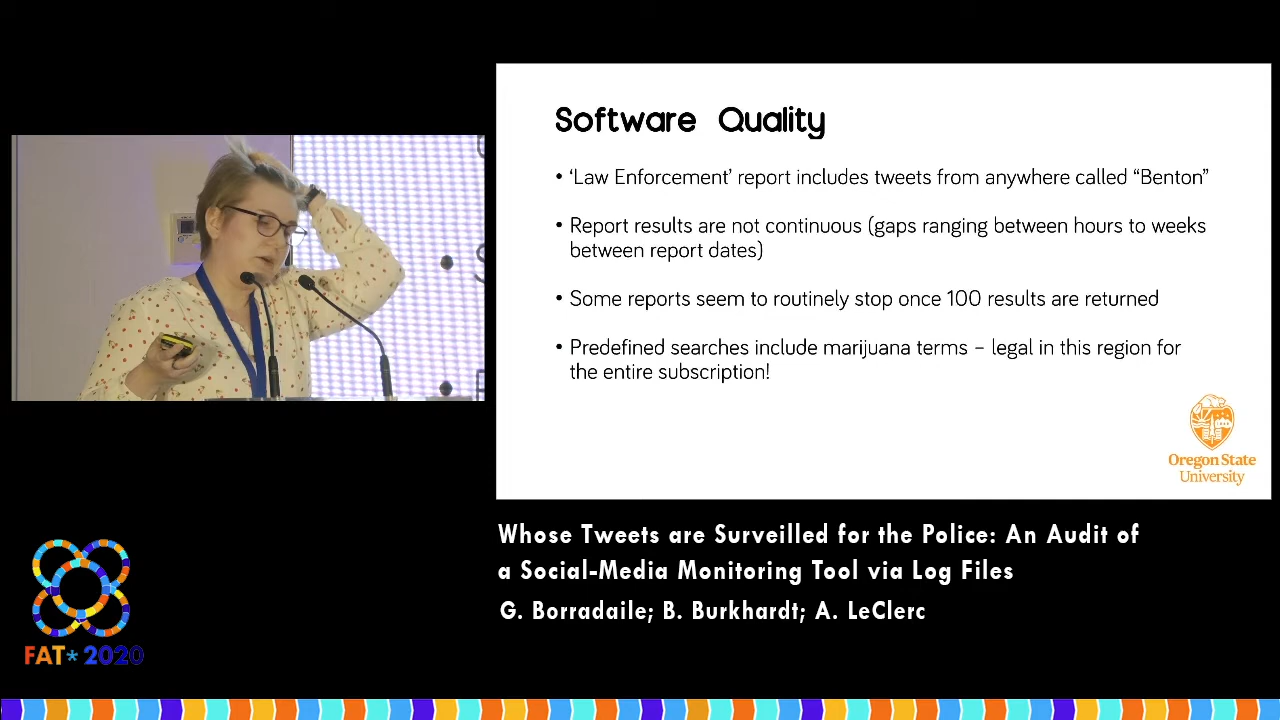 Software Quality
• ‘Law Enforcement’ report includes tweets from anywhere called “Benton”
• Report results are not continuous (gaps ranging between hours to weeks
between report dates)
• Some reports seem to routinely stop once 100 results are returned
• Predefined searches include marijuana terms – legal in this region for
the entire subscription!
Oregon State
University
Whose Tweets are Surveilled for the Police: An Audit of
a Social-Media Monitoring Tool via Log Files
G. Borradaile; B. Burkhardt; A. LeClerc
FAT* 2020